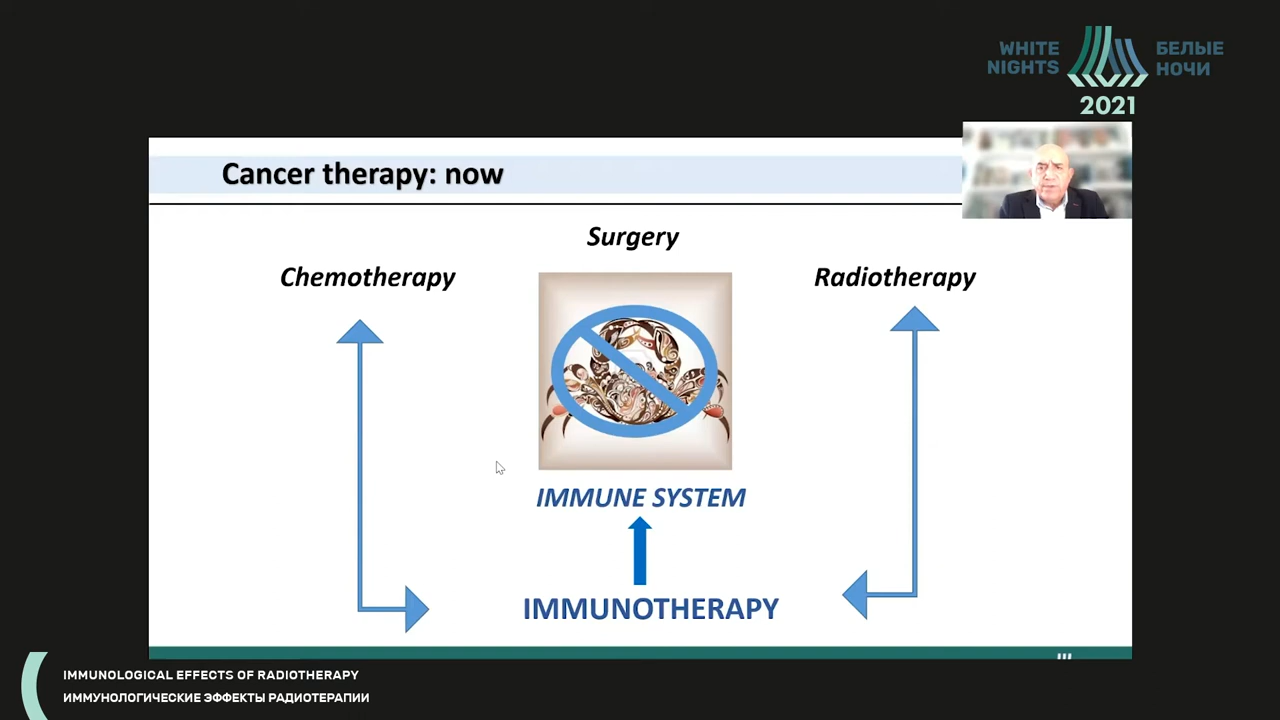 WHITE
NIGHTS
БЕЛЫЕ
НОЧИ
2021
Cancer therapy: now
Surgery
Chemotherapy
Radiotherapy
IMMUNE SYSTEM
IMMUNOTHERAPY
IMMUNOLOGICAL EFFECTS OF RADIOTHERAPY
ИММУНОЛОГИЧЕСКИЕ ЭФФЕКТЫ РАДИОТЕРАПИИ